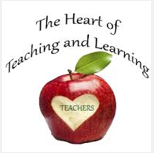 The Heart of
Teaching and Learning
TEACHERS